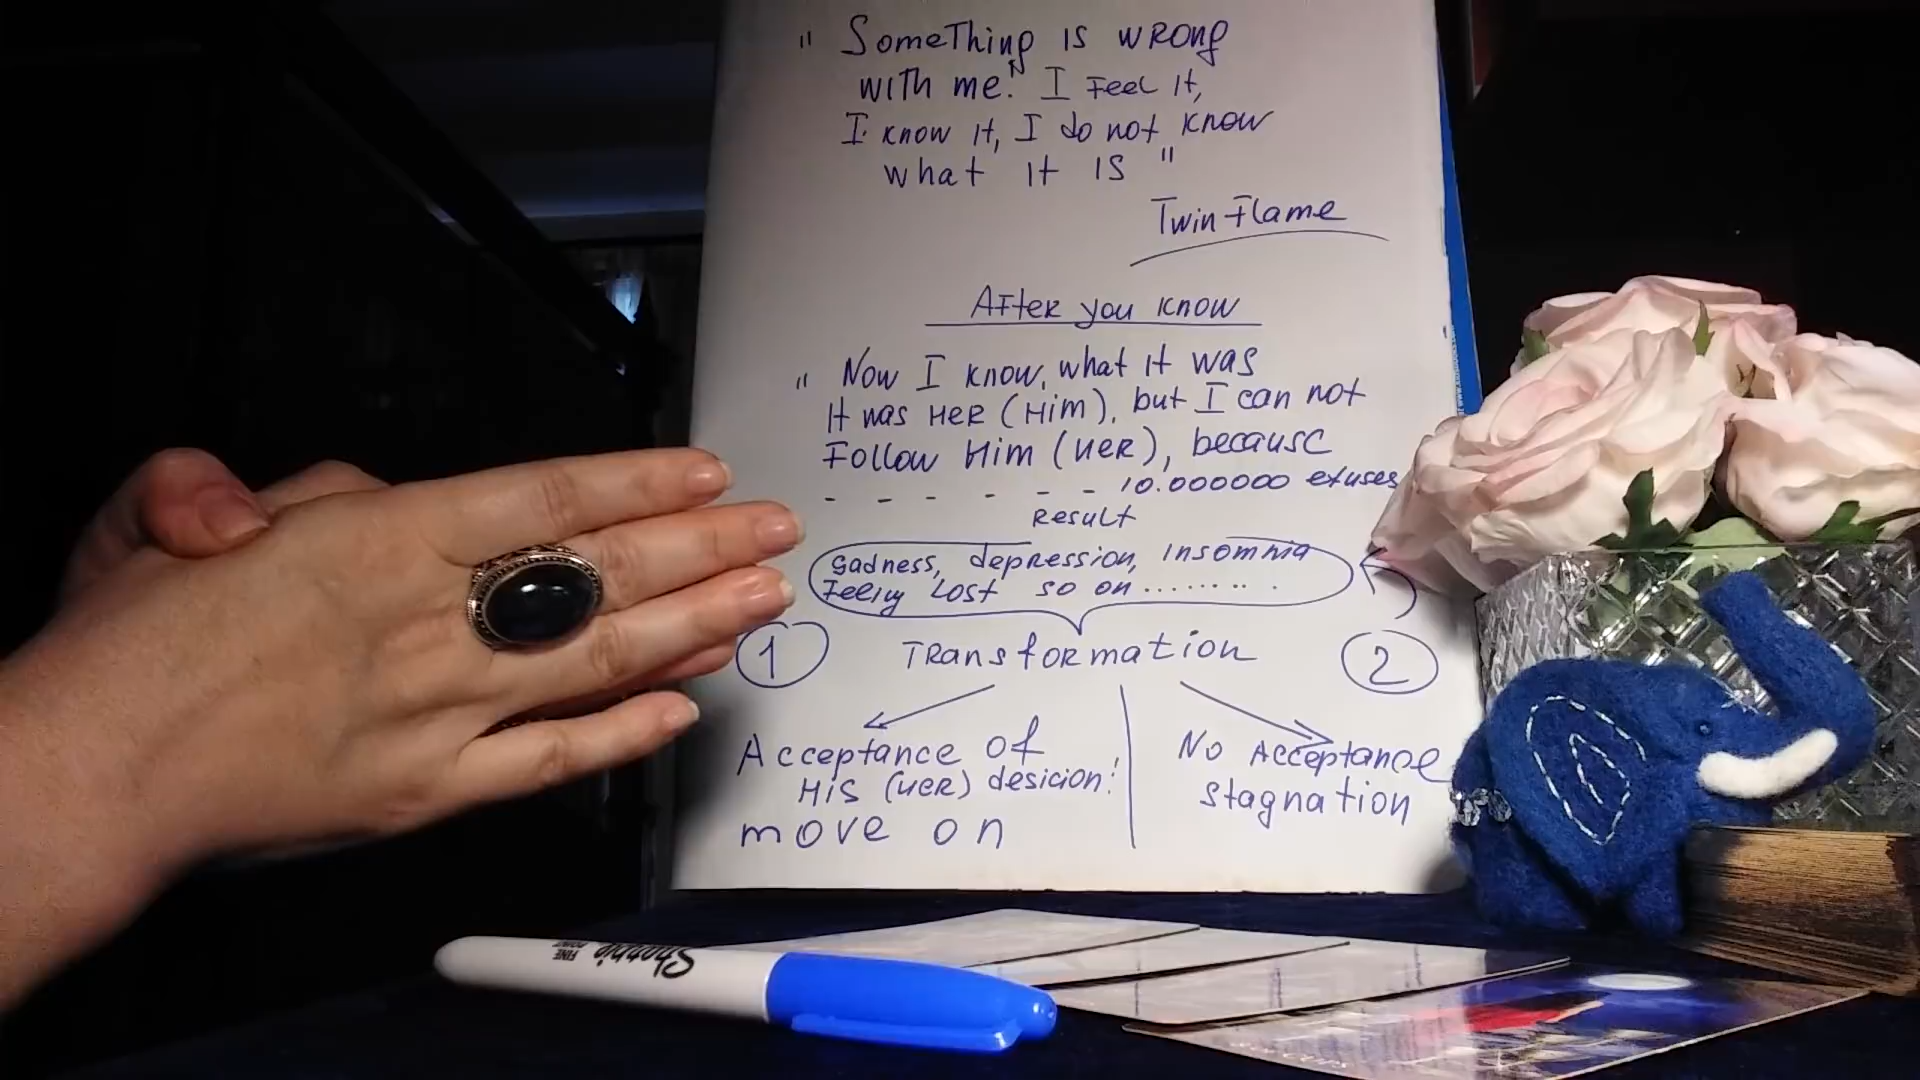 " Something is wrong
with me. I Feel it,
I know it, I do not know
what it is "
Twin Flame
After you know
" Now I know, what it was
It was Her (Him), but I can not
Follow Him (Her), because
- - - - - - 10.000000 exuses
Result
Sadness, depression, insomnia
Feeliy Lost so on ........
1 Transformation 2
Acceptance of
His (Her) desicion!
move on
No Acceptance
stagnation
Sharpie
FINE
POINT